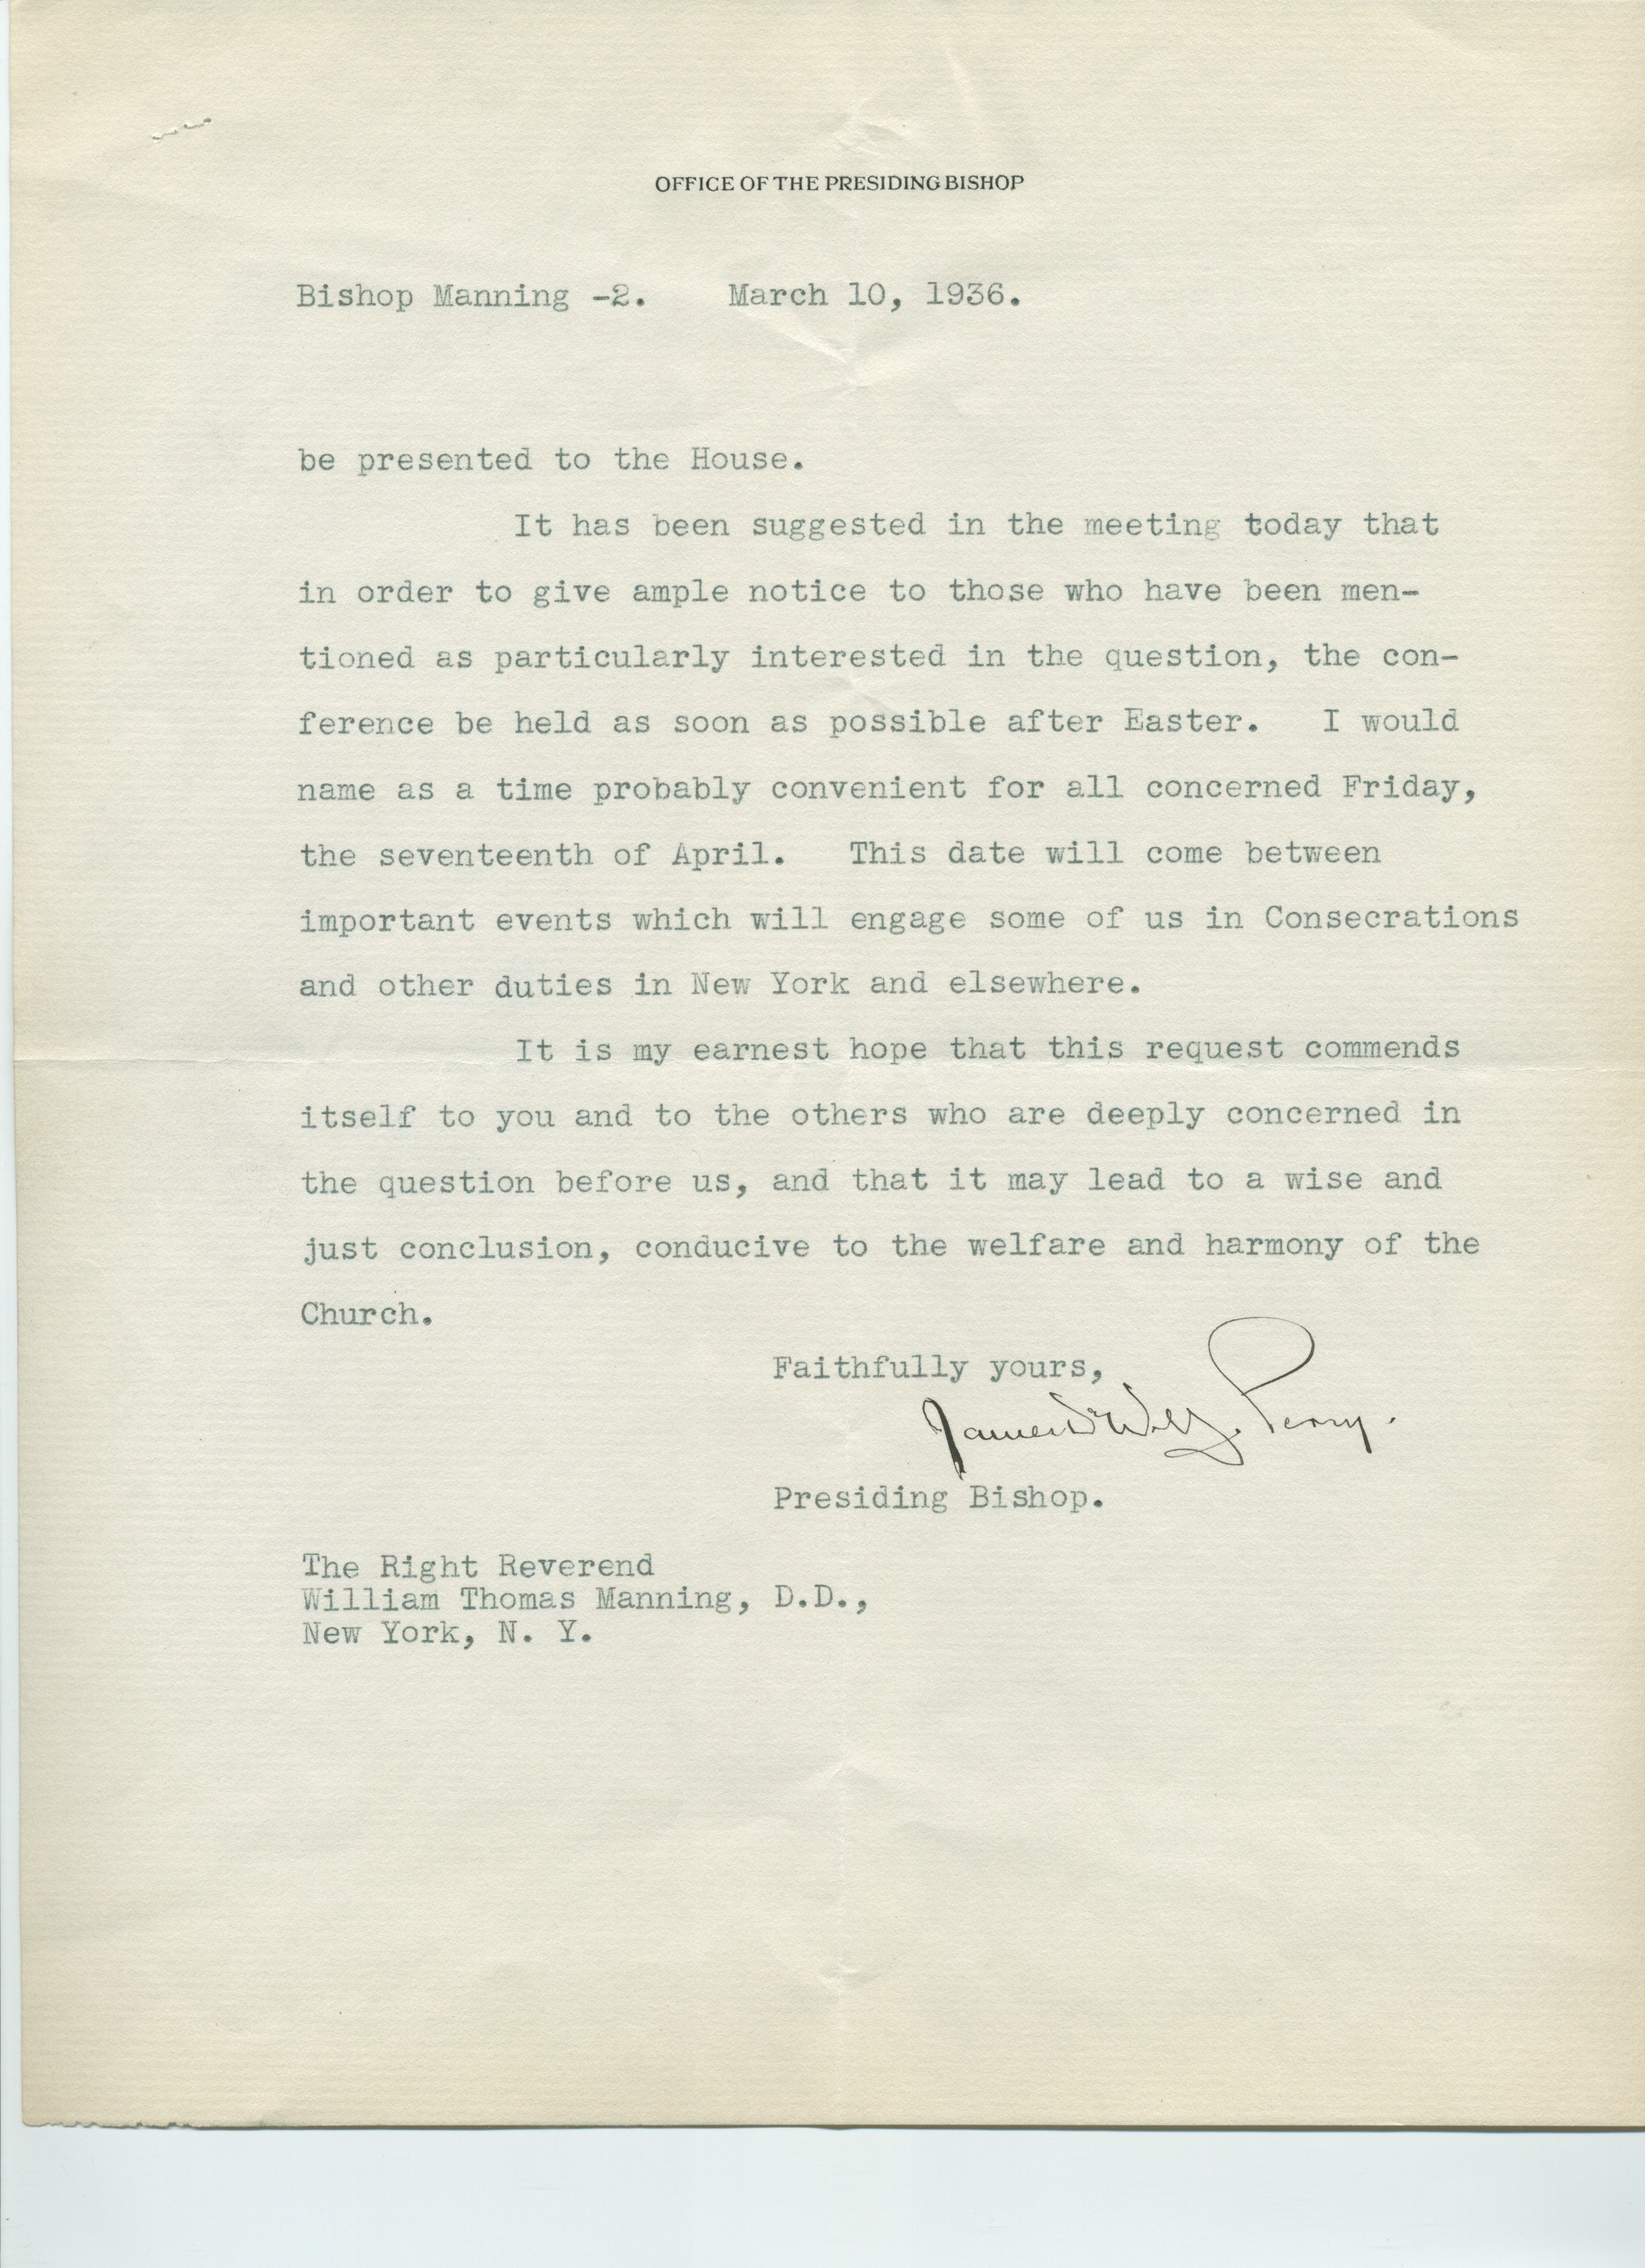 OFFICE OF THE PRESIDING BISHOP
Bishop Manning -2. March 10, 1936.
be presented to the House.
It has been suggested in the meeting today that
in order to give ample notice to those who have been men-
tioned as particularly interested in the question, the con-
ference be held as soon as possible after Easter. I would
name as a time probably convenient for all concerned Friday,
the seventeenth of April. This date will come between
important events which will engage some of us in Consecrations
and other duties in New York and elsewhere.
It is my earnest hope that this request commends
itself to you and to the others who are deeply concerned in
the question before us, and that it may lead to a wise and
just conclusion, conducive to the welfare and harmony of the
Church.
Faithfully yours,
James DeWolf Perry.
Presiding Bishop.
The Right Reverend
William Thomas Manning, D.D.,
New York, N. Y.